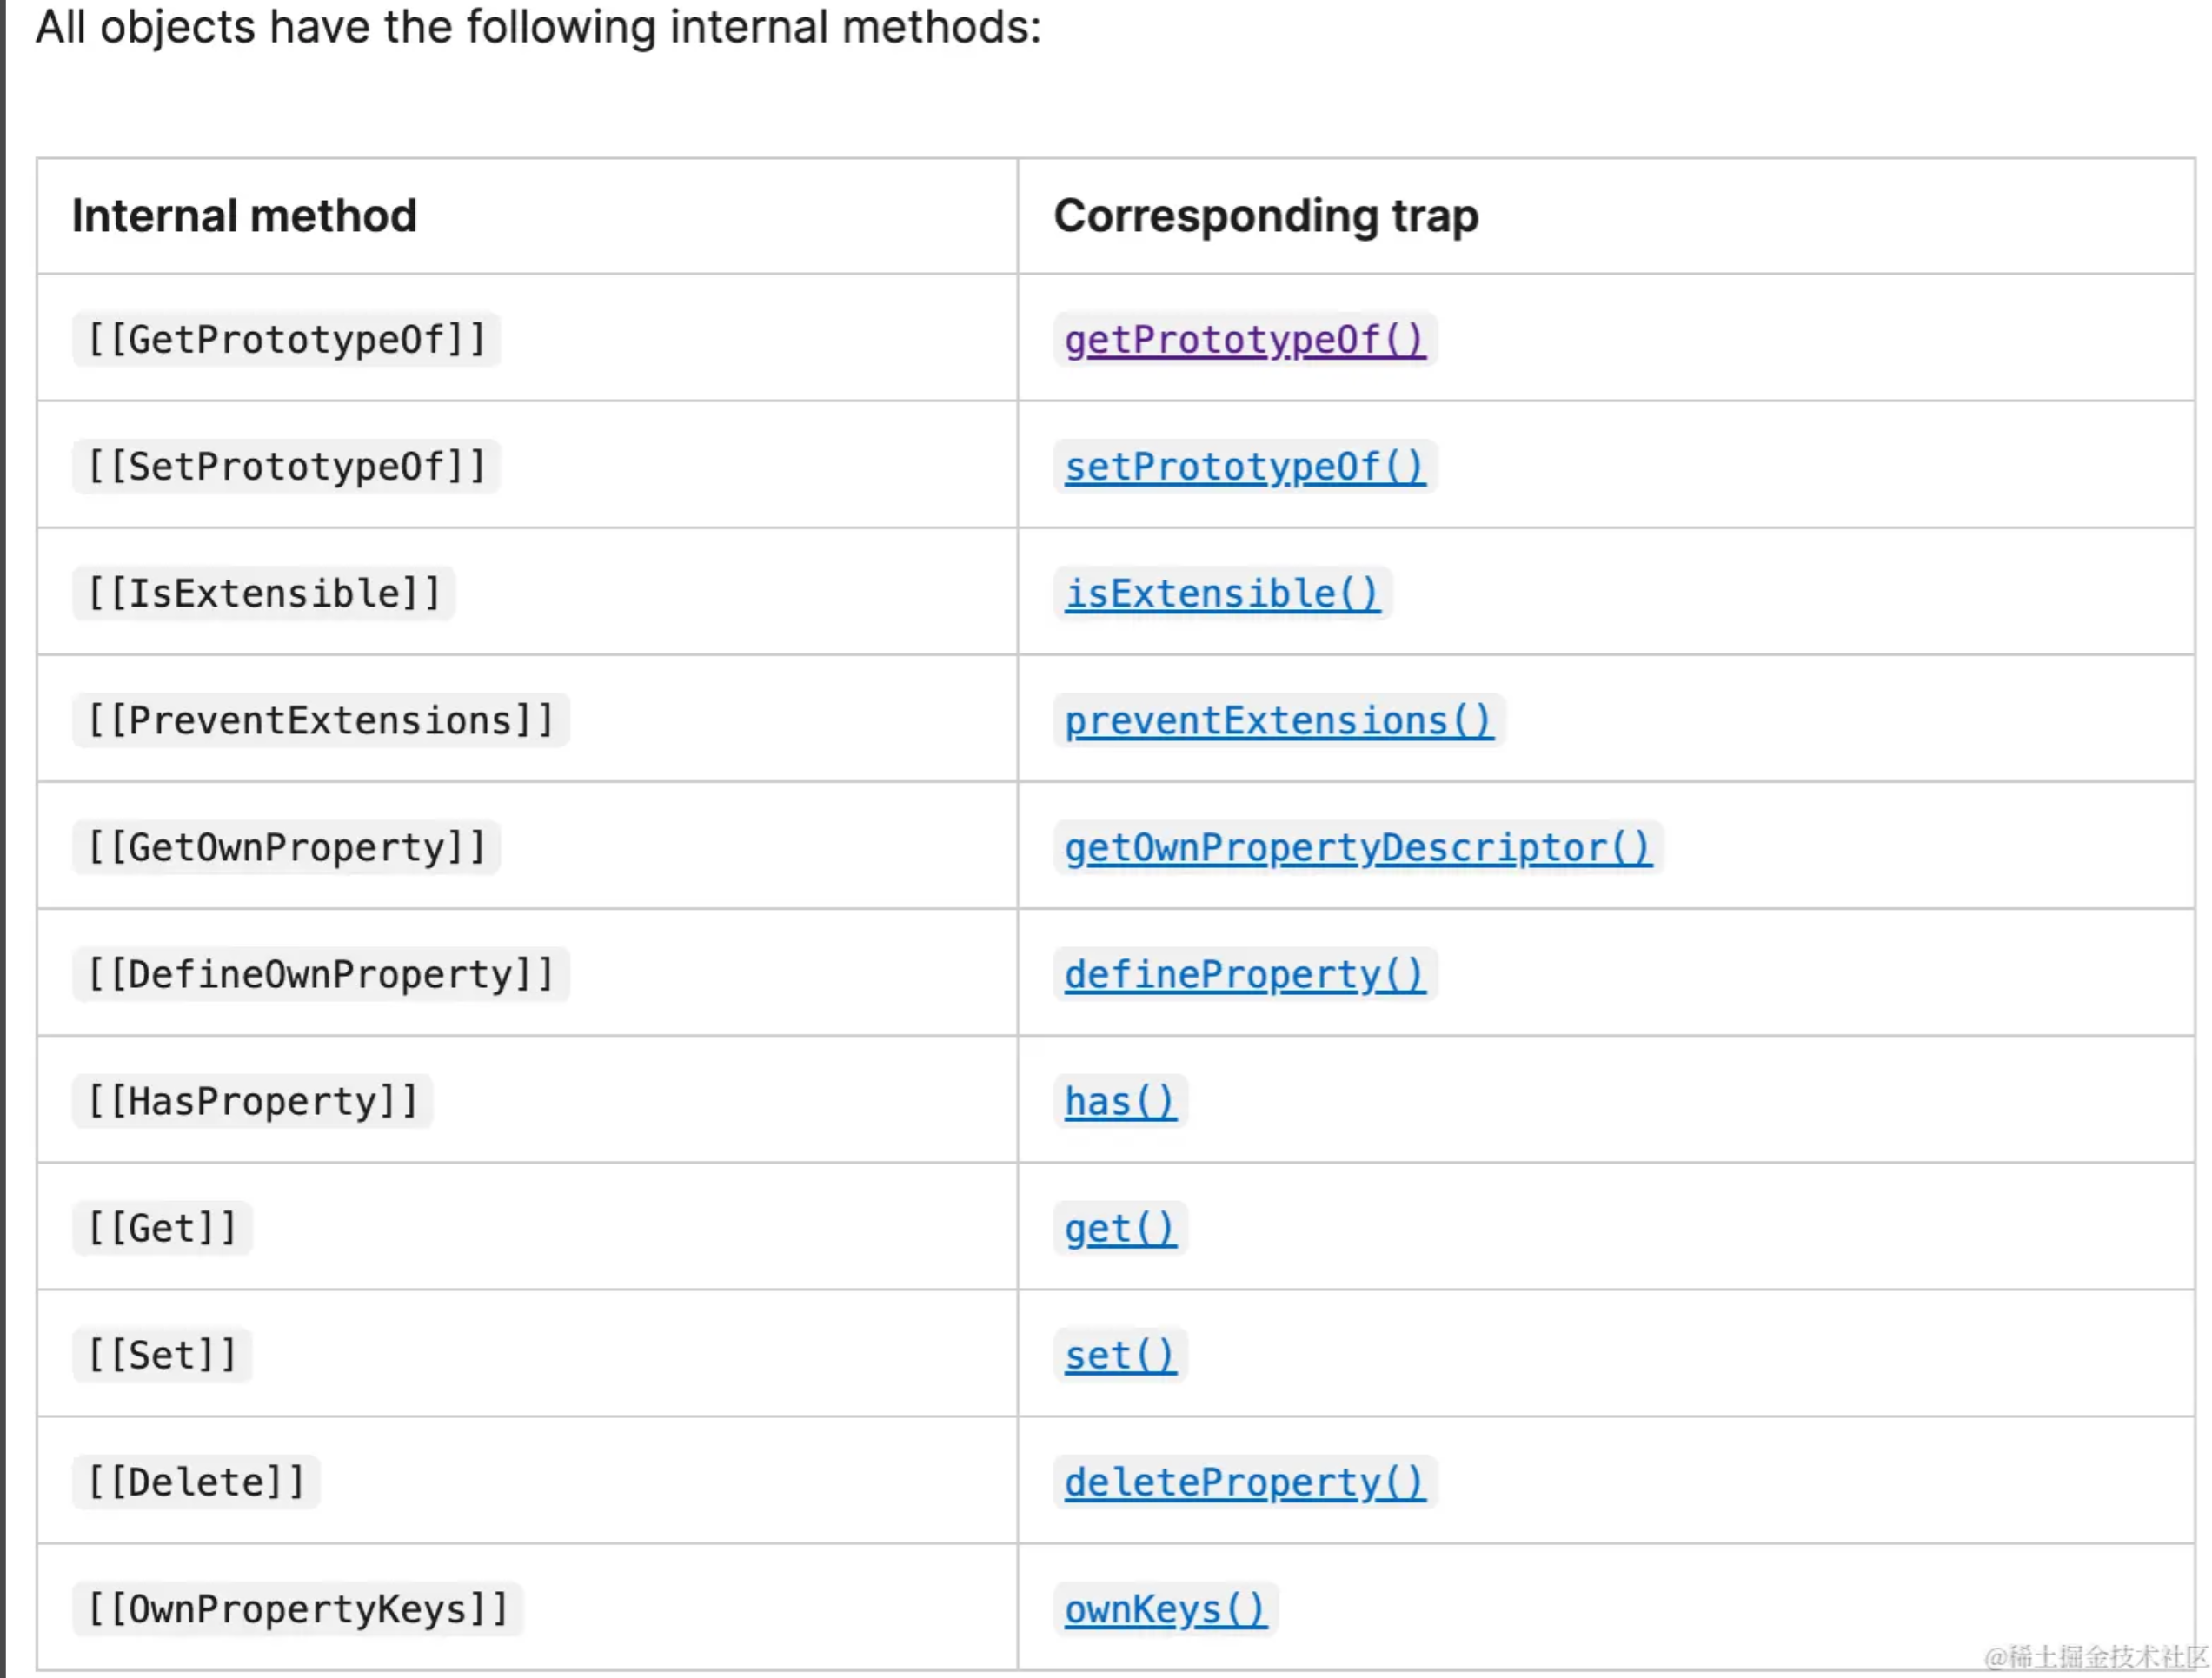 All objects have the following internal methods:
Internal method Corresponding trap
[[GetPrototypeOf]] getPrototypeOf()
[[SetPrototypeOf]] setPrototypeOf()
[[IsExtensible]] isExtensible()
[[PreventExtensions]] preventExtensions()
[[GetOwnProperty]] getOwnPropertyDescriptor()
[[DefineOwnProperty]] defineProperty()
[[HasProperty]] has()
[[Get]] get()
[[Set]] set()
[[Delete]] deleteProperty()
[[OwnPropertyKeys]] ownKeys()
@稀土掘金技术社区